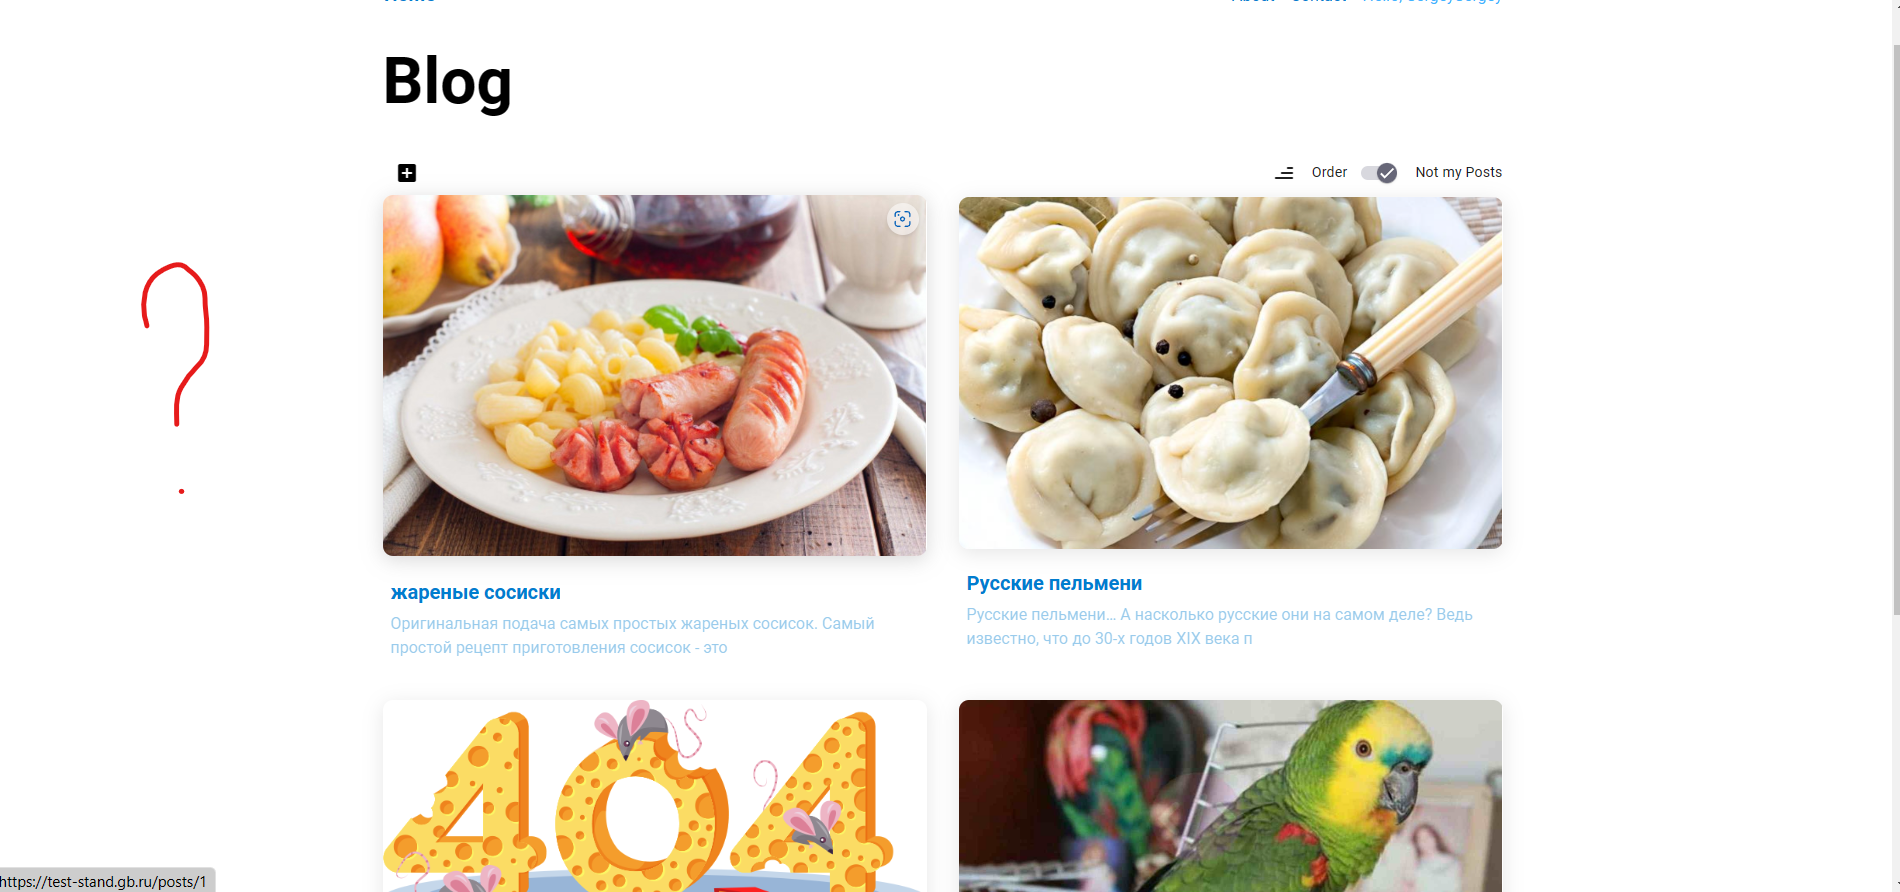 Home About Contact Hello, SergeySergey
Blog
Order Not my Posts
?
жареные сосиски
Оригинальная подача самых простых жареных сосисок. Самый
простой рецепт приготовления сосисок - это
Русские пельмени
Русские пельмени... А насколько русские они на самом деле? Ведь
известно, что до 30-х годов XIX века п
404
https://test-stand.gb.ru/posts/1